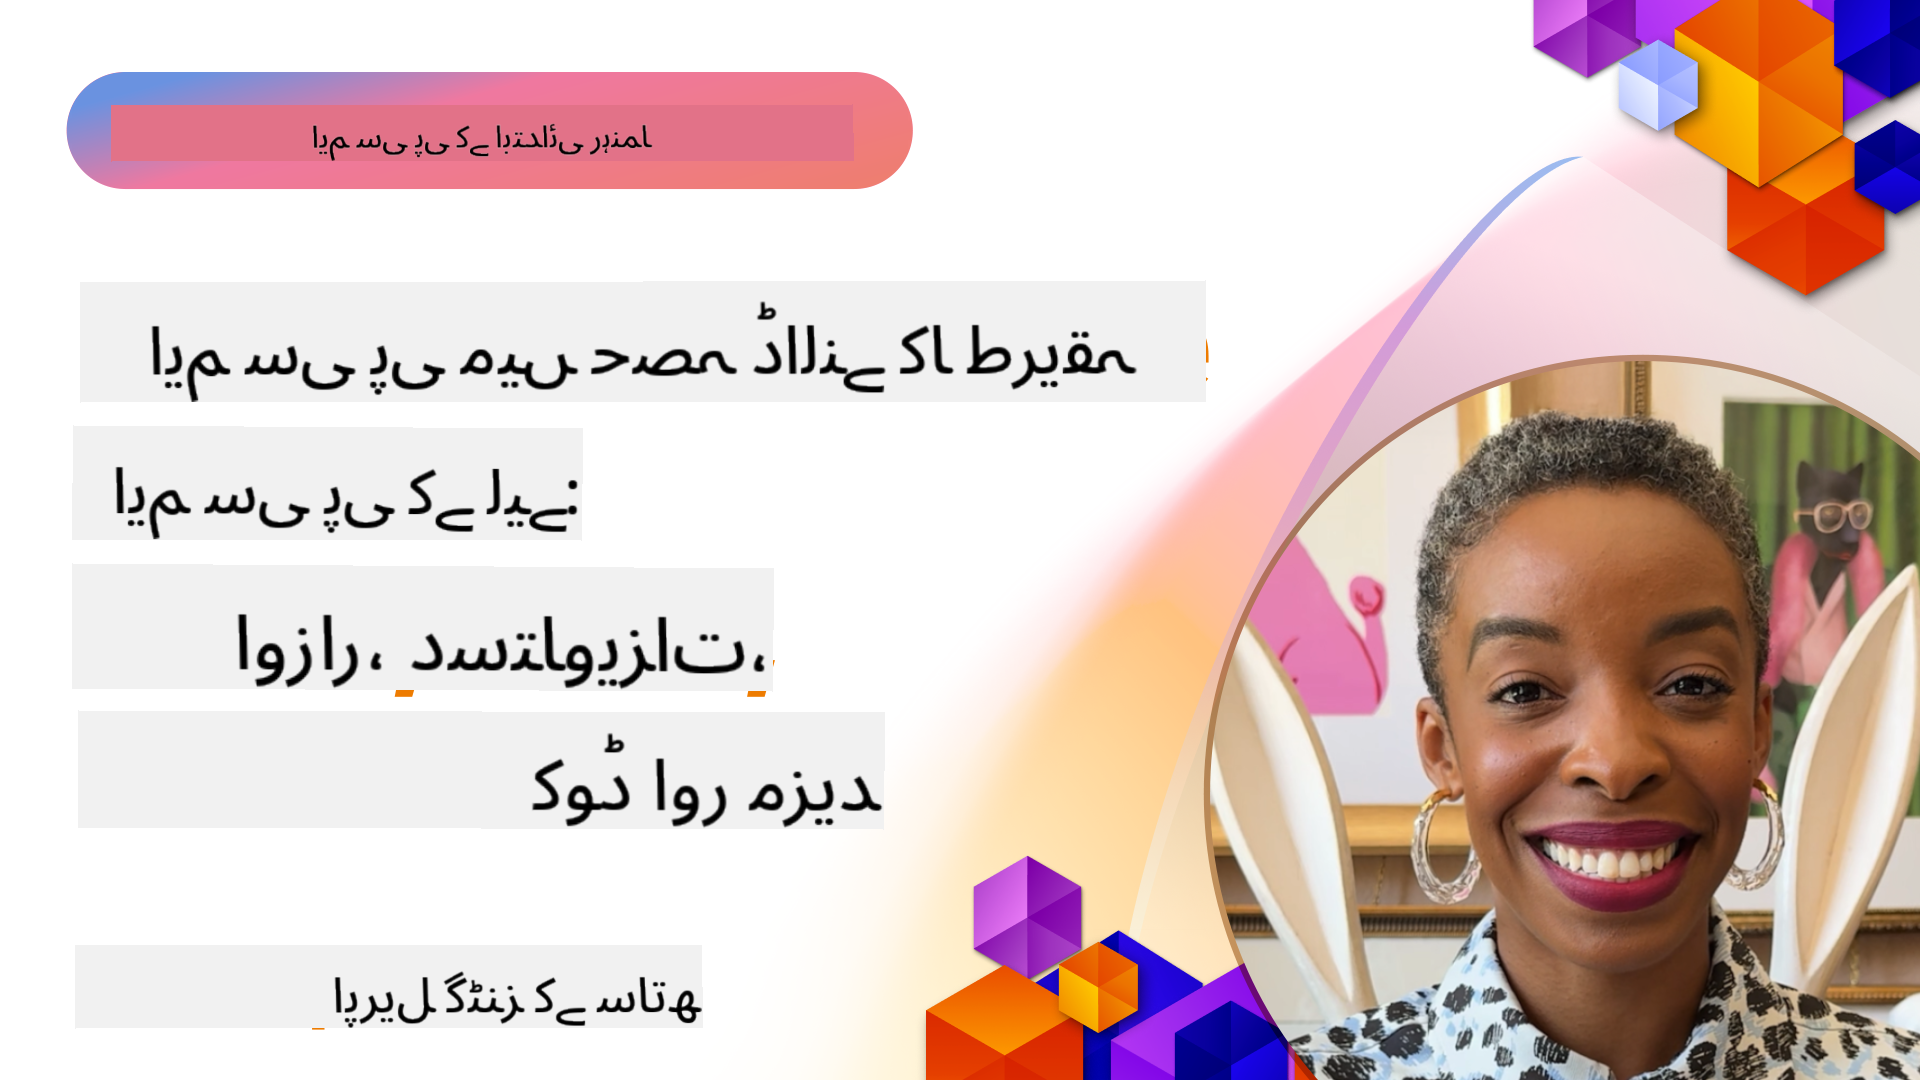 ایم سی پی کے ابتدائی رہنما
ایم سی پی میں حصہ ڈالنے کا طریقہ
ایم سی پی کے لیے:
اوزار، دستاویزات،
کوڈ اور مزید
اپریل گٹنز کے ساتھ